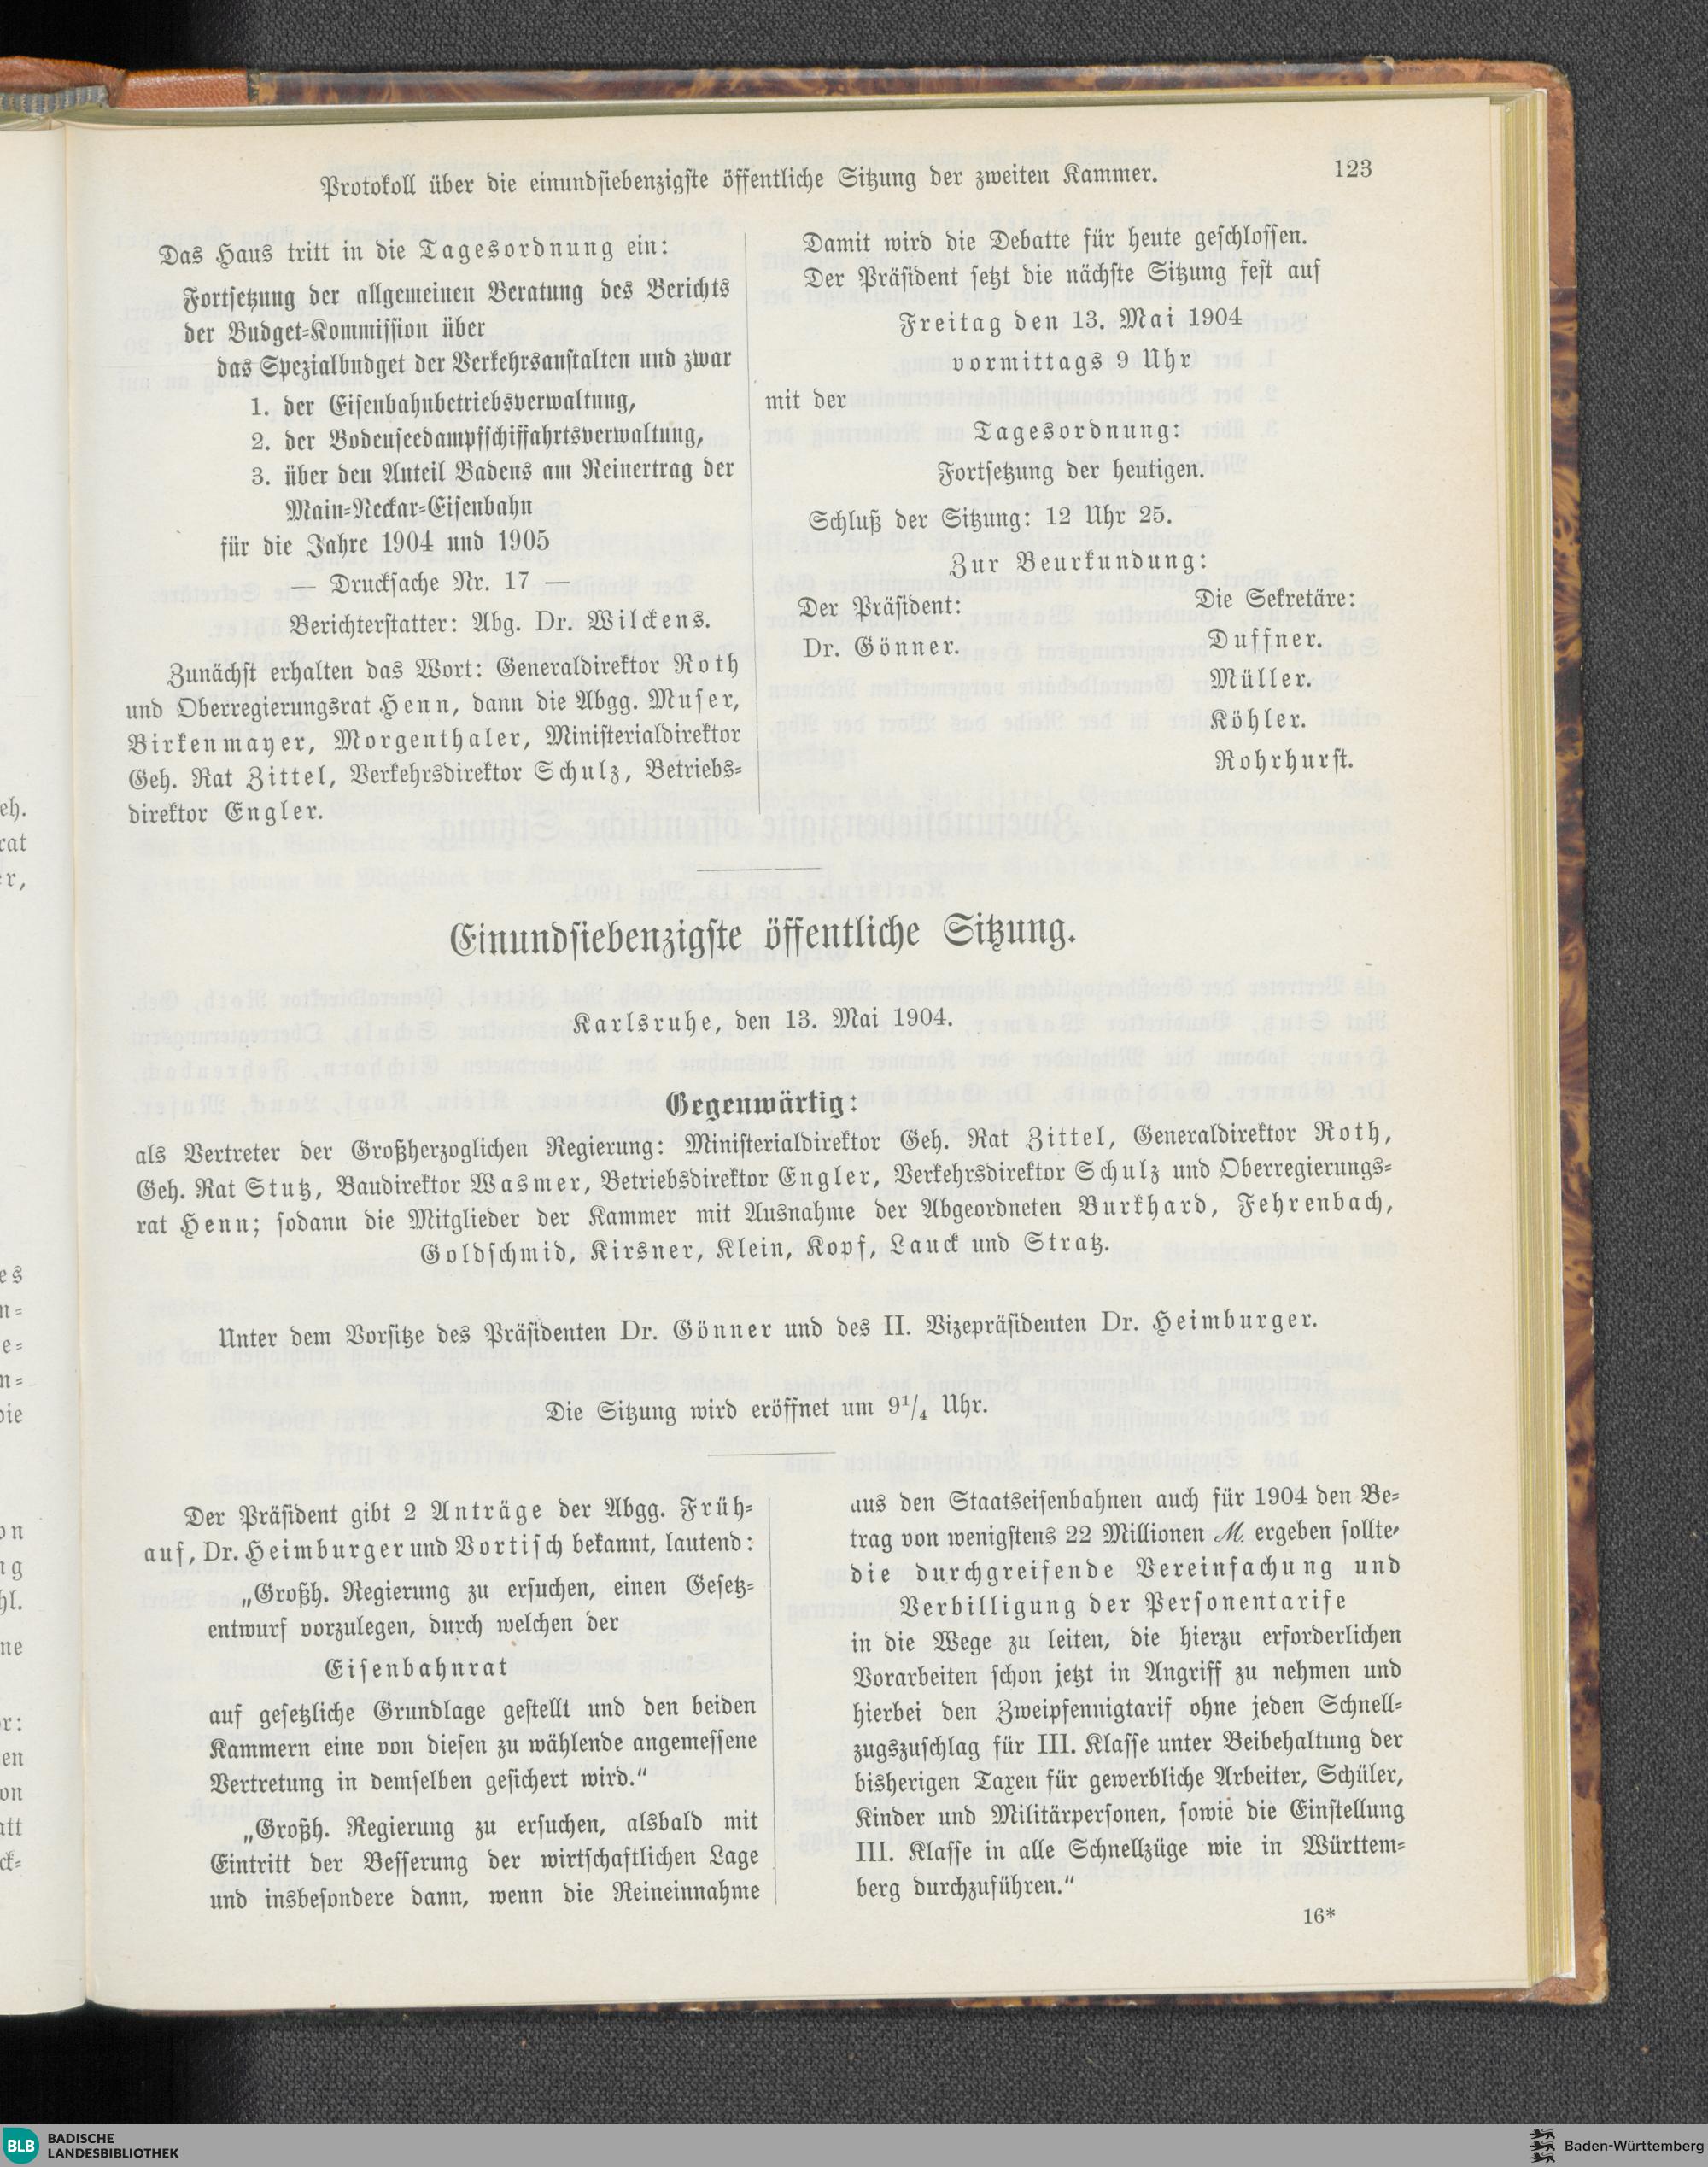 Protokoll über die einundsiebenzigste öffentliche Sitzung der zweiten Kammer.
123
Das Haus tritt in die Tagesordnung ein:
Fortsetzung der allgemeinen Beratung des Berichts
der Budget-Kommission über
das Spezialbudget der Verkehrsanstalten und zwar
1. der Eisenbahnbetriebsverwaltung,
2. der Bodenseedampfschiffahrtsverwaltung,
3. über den Anteil Badens am Reinertrag der
Main-Neckar-Eisenbahn
für die Jahre 1904 und 1905
— Drucksache Nr. 17 —
Berichterstatter: Abg. Dr. Wilckens.
Zunächst erhalten das Wort: Generaldirektor Roth
und Oberregierungsrat Henn, dann die Abgg. Muser,
Birkenmayer, Morgenthaler, Ministerialdirektor
Geh. Rat Zittel, Verkehrsdirektor Schulz, Betriebs-
direktor Engler.
Damit wird die Debatte für heute geschlossen.
Der Präsident setzt die nächste Sitzung fest auf
Freitag den 13. Mai 1904
vormittags 9 Uhr
mit der
Tagesordnung:
Fortsetzung der heutigen.
Schluß der Sitzung: 12 Uhr 25.
Zur Beurkundung:
Der Präsident:
Dr. Gönner.
Die Sekretäre:
Duffner.
Müller.
Köhler.
Rohrhurst.
Einundsiebenzigste öffentliche Sitzung.
Karlsruhe, den 13. Mai 1904.
Gegenwärtig:
als Vertreter der Großherzoglichen Regierung: Ministerialdirektor Geh. Rat Zittel, Generaldirektor Roth,
Geh. Rat Stutz, Baudirektor Wasmer, Betriebsdirektor Engler, Verkehrsdirektor Schulz und Oberregierungs-
rat Henn; sodann die Mitglieder der Kammer mit Ausnahme der Abgeordneten Burkhard, Fehrenbach,
Goldschmid, Kirsner, Klein, Kopf, Lauck und Stratz.
Unter dem Vorsitze des Präsidenten Dr. Gönner und des II. Vizepräsidenten Dr. Heimburger.
Die Sitzung wird eröffnet um 9¹/₄ Uhr.
Der Präsident gibt 2 Anträge der Abgg. Früh-
auf, Dr. Heimburger und Vortisch bekannt, lautend:
„Großh. Regierung zu ersuchen, einen Gesetz-
entwurf vorzulegen, durch welchen der
Eisenbahnrat
auf gesetzliche Grundlage gestellt und den beiden
Kammern eine von diesen zu wählende angemessene
Vertretung in demselben gesichert wird.“
„Großh. Regierung zu ersuchen, alsbald mit
Eintritt der Besserung der wirtschaftlichen Lage
und insbesondere dann, wenn die Reineinnahme
aus den Staatseisenbahnen auch für 1904 den Be-
trag von wenigstens 22 Millionen M. ergeben sollte,
die durchgreifende Vereinfachung und
Verbilligung der Personentarife
in die Wege zu leiten, die hierzu erforderlichen
Vorarbeiten schon jetzt in Angriff zu nehmen und
hierbei den Zweipfennigtarif ohne jeden Schnell-
zugszuschlag für III. Klasse unter Beibehaltung der
bisherigen Taxen für gewerbliche Arbeiter, Schüler,
Kinder und Militärpersonen, sowie die Einstellung
III. Klasse in alle Schnellzüge wie in Württem-
berg durchzuführen.“
16*
BLB BADISCHE
LANDESBIBLIOTHEK
Baden-Württemberg